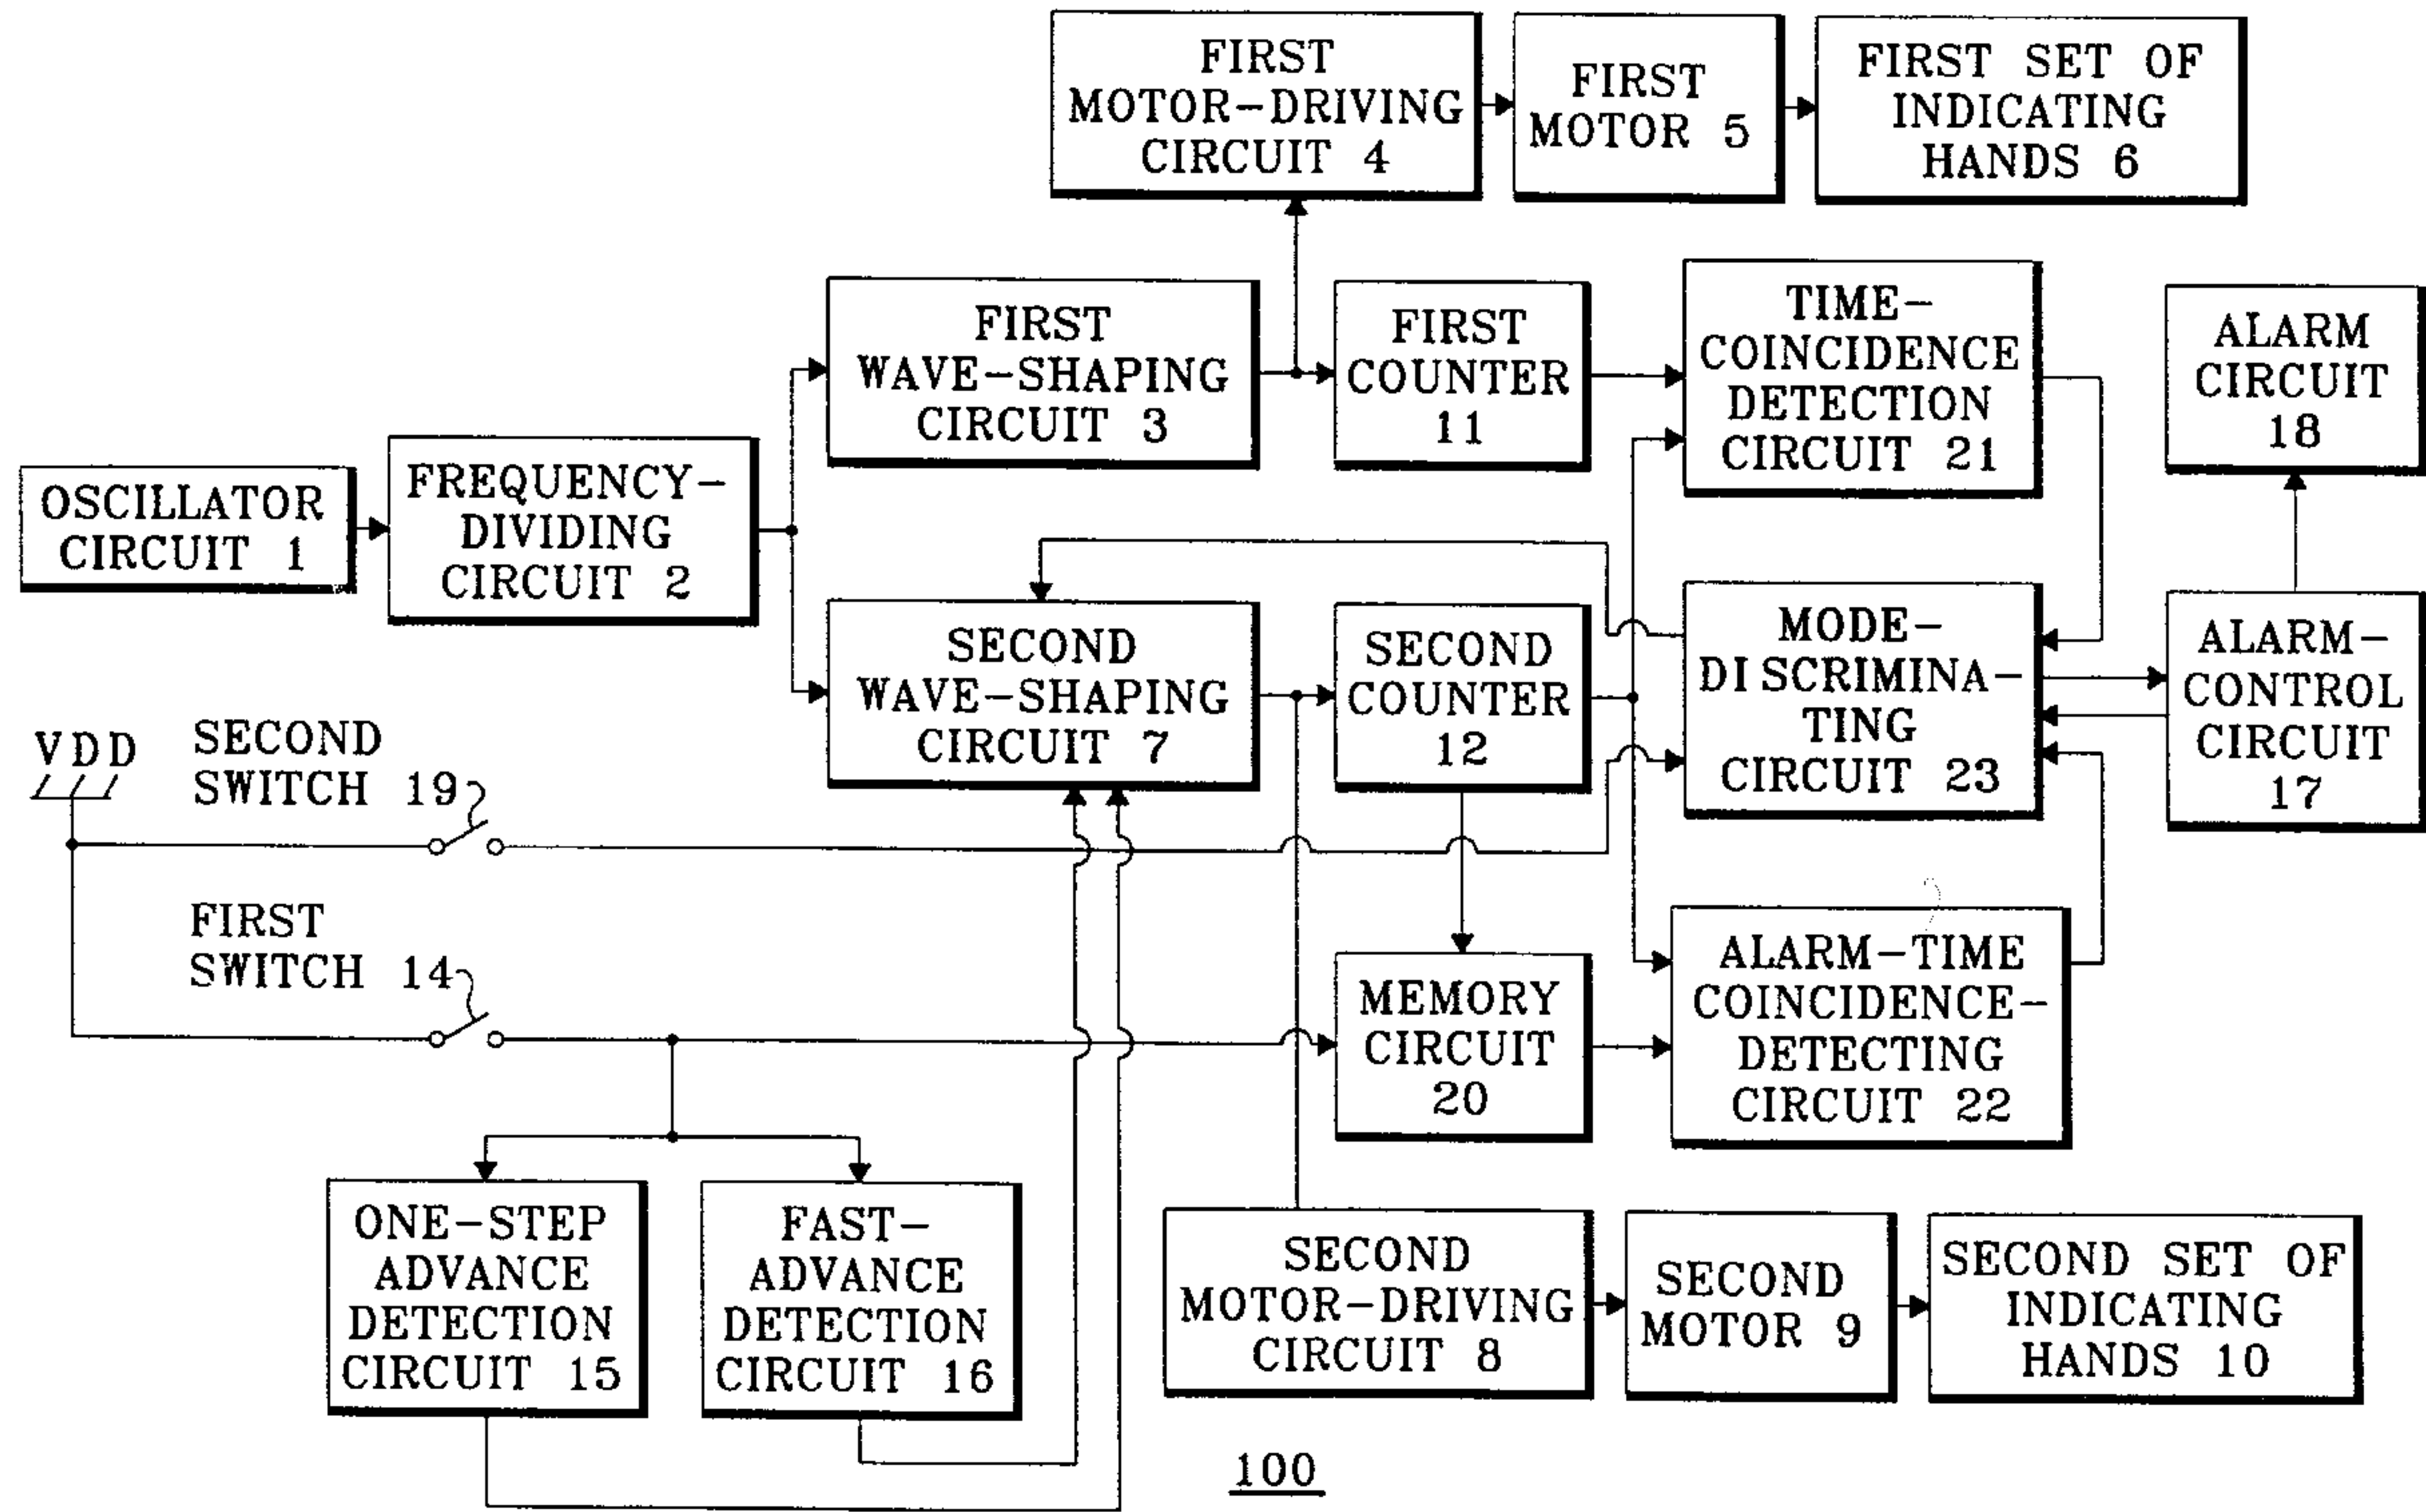 FIRST
MOTOR-DRIVING
CIRCUIT 4
FIRST
MOTOR 5
FIRST SET OF
INDICATING
HANDS 6
FIRST
WAVE-SHAPING
CIRCUIT 3
FIRST
COUNTER
11
TIME-
COINCIDENCE
DETECTION
CIRCUIT 21
ALARM
CIRCUIT
18
OSCILLATOR
CIRCUIT 1
FREQUENCY-
DIVIDING
CIRCUIT 2
SECOND
WAVE-SHAPING
CIRCUIT 7
SECOND
COUNTER
12
MODE-
DISCRIMINA-
TING
CIRCUIT 23
ALARM-
CONTROL
CIRCUIT
17
VDD
SECOND
SWITCH 19
FIRST
SWITCH 14
MEMORY
CIRCUIT
20
ALARM-TIME
COINCIDENCE-
DETECTING
CIRCUIT 22
ONE-STEP
ADVANCE
DETECTION
CIRCUIT 15
FAST-
ADVANCE
DETECTION
CIRCUIT 16
SECOND
MOTOR-DRIVING
CIRCUIT 8
SECOND
MOTOR 9
SECOND SET OF
INDICATING
HANDS 10
100